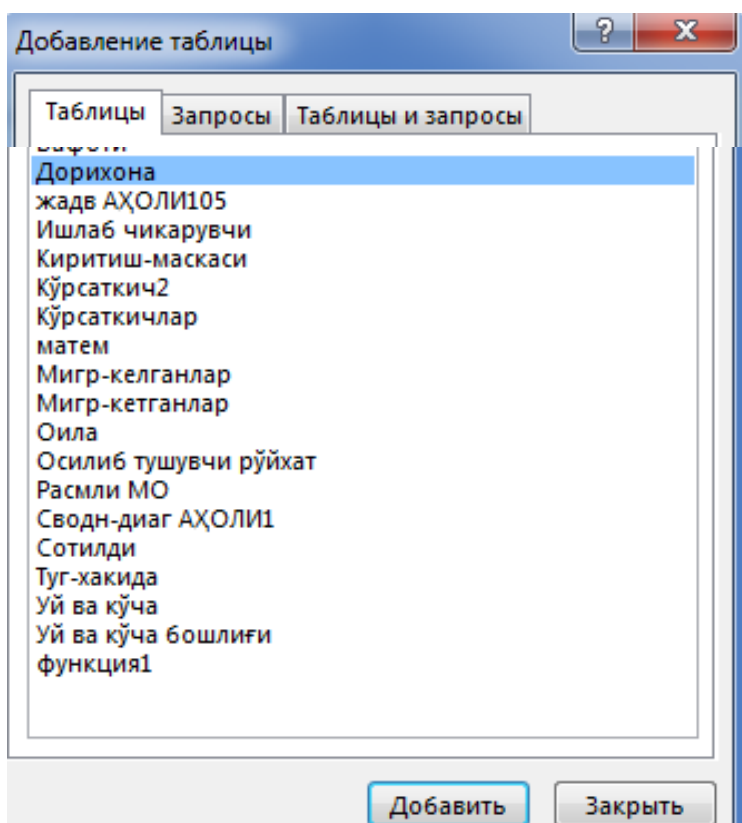 Добавление таблицы
Таблицы Запросы Таблицы и запросы
Дорихона
жадв АҲОЛИ105
Ишлаб чикарувчи
Киритиш-маскаси
Кўрсаткич2
Кўрсаткичлар
матем
Мигр-келганлар
Мигр-кетганлар
Оила
Осилиб тушувчи рўйхат
Расмли МО
Сводн-диаг АҲОЛИ1
Сотилди
Туг-хакида
Уй ва кўча
Уй ва кўча бошлиғи
функция1
Добавить Закрыть